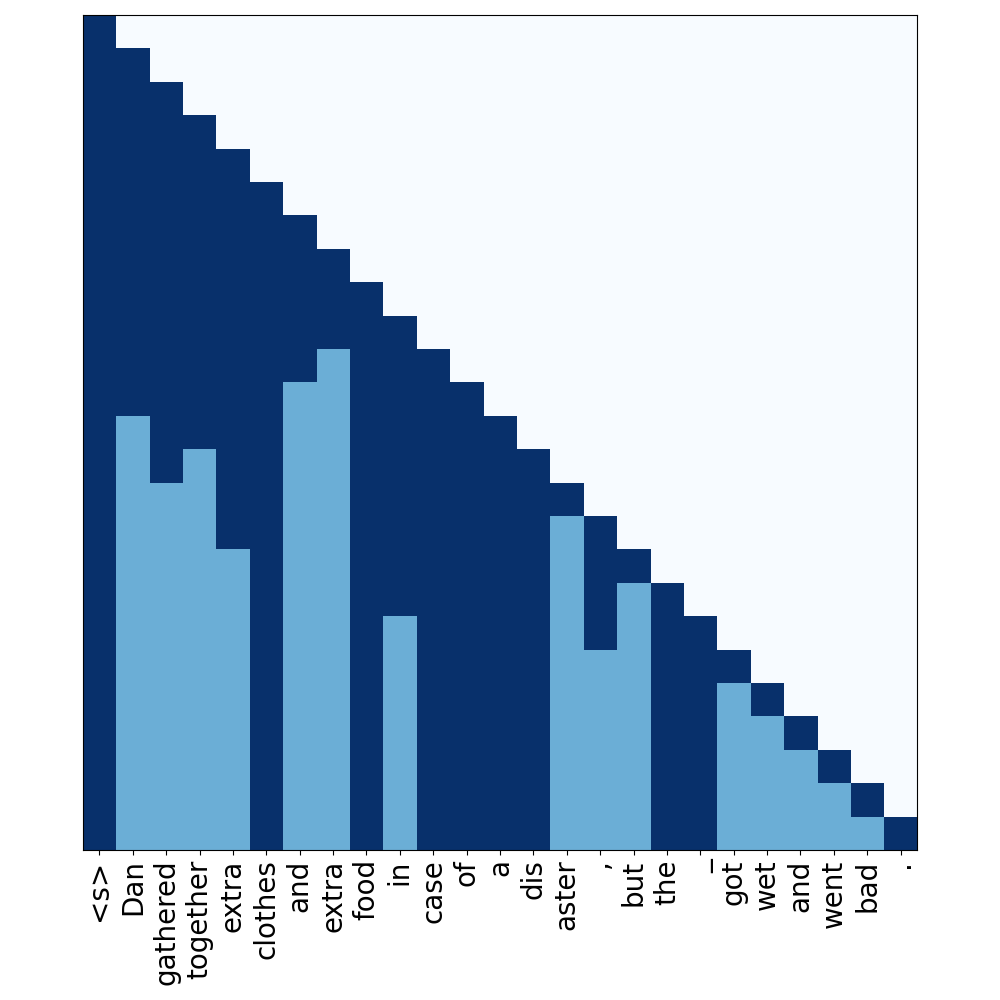 <s> Dan gathered together extra clothes and extra food in case of a dis aster , but the _ got wet and went bad .